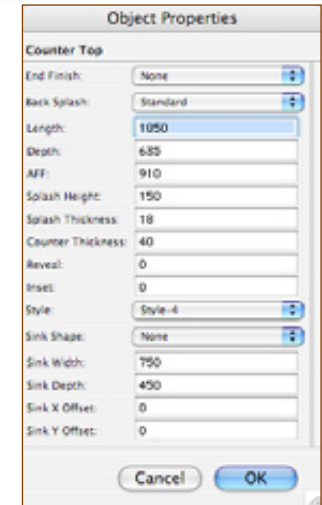 Object Properties
Counter Top
End Finish: None
Back Splash: Standard
Length: 1050
Depth: 635
AFF: 910
Splash Height: 150
Splash Thickness: 18
Counter Thickness: 40
Reveal: 0
Inset: 0
Style: Style-4
Sink Shape: None
Sink Width: 750
Sink Depth: 450
Sink X Offset: 0
Sink Y Offset: 0
Cancel OK